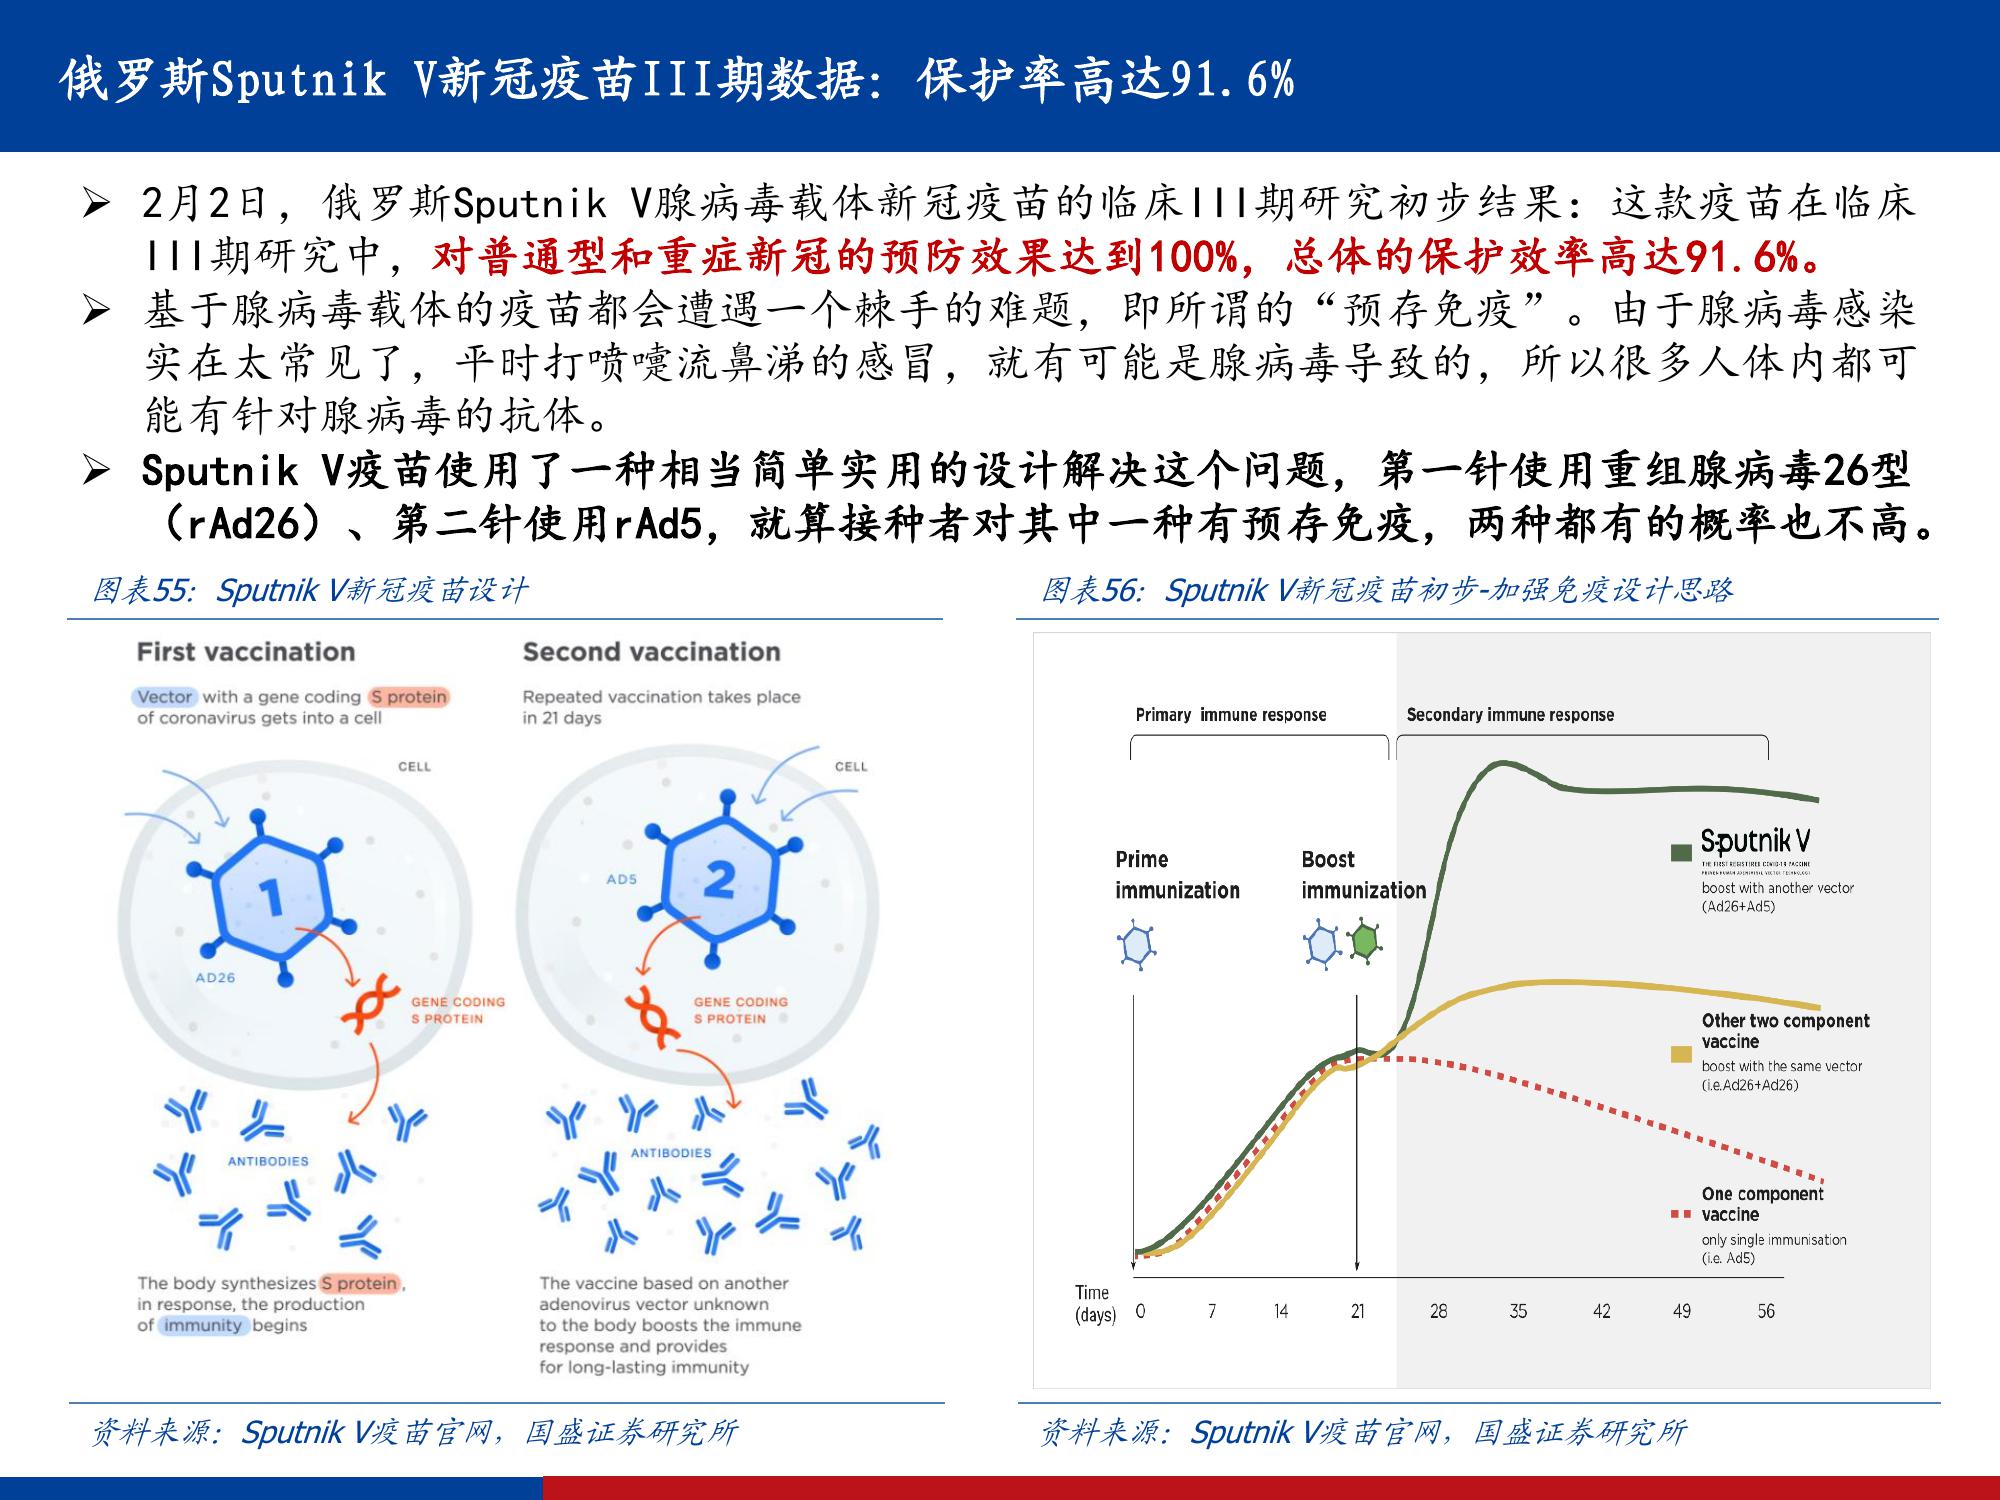 俄罗斯Sputnik V新冠疫苗III期数据：保护率高达91.6%
➢ 2月2日，俄罗斯Sputnik V腺病毒载体新冠疫苗的临床III期研究初步结果：这款疫苗在临床
III期研究中，对普通型和重症新冠的预防效果达到100%，总体的保护效率高达91.6%。
➢ 基于腺病毒载体的疫苗都会遭遇一个棘手的难题，即所谓的“预存免疫”。由于腺病毒感染
实在太常见了，平时打喷嚏流鼻涕的感冒，就有可能是腺病毒导致的，所以很多人体内都可
能有针对腺病毒的抗体。
➢ Sputnik V疫苗使用了一种相当简单实用的设计解决这个问题，第一针使用重组腺病毒26型
（rAd26）、第二针使用rAd5，就算接种者对其中一种有预存免疫，两种都有的概率也不高。
图表55：Sputnik V新冠疫苗设计
First vaccination
Vector with a gene coding S protein
of coronavirus gets into a cell
CELL
1
AD26
GENE CODING
S PROTEIN
ANTIBODIES
The body synthesizes S protein,
in response, the production
of immunity begins
Second vaccination
Repeated vaccination takes place
in 21 days
CELL
AD5
2
GENE CODING
S PROTEIN
ANTIBODIES
The vaccine based on another
adenovirus vector unknown
to the body boosts the immune
response and provides
for long-lasting immunity
资料来源：Sputnik V疫苗官网，国盛证券研究所
图表56：Sputnik V新冠疫苗初步-加强免疫设计思路
Primary immune response
Secondary immune response
Prime
immunization
Boost
immunization
Sputnik V
THE FIRST REGISTERED COVID-19 VACCINE
PROVEN HUMAN ADENOVIRAL VECTOR TECHNOLOGY
boost with another vector
(Ad26+Ad5)
Other two component
vaccine
boost with the same vector
(i.e.Ad26+Ad26)
One component
vaccine
only single immunisation
(i.e. Ad5)
Time
(days) 0 7 14 21 28 35 42 49 56
资料来源：Sputnik V疫苗官网，国盛证券研究所